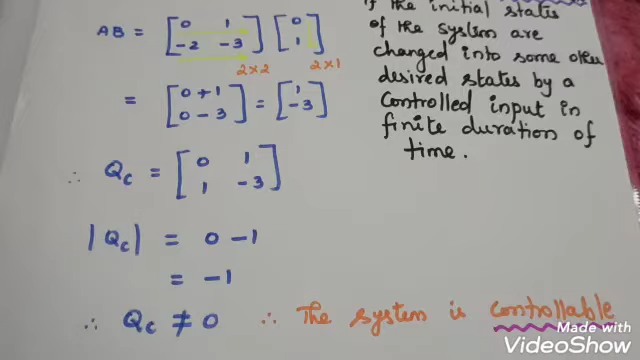 AB = [0 1 -2 -3] [0 1]
2×2 2×1
= [0+1 0-3] = [1 -3]
∴ Qc = [0 1 1 -3]
|Qc| = 0 -1
= -1
∴ Qc ≠ 0 ∴ The system is controllable
if the initial states
of the system are
changed into some other
desired states by a
controlled input in
finite duration of
time.
Made with
VideoShow